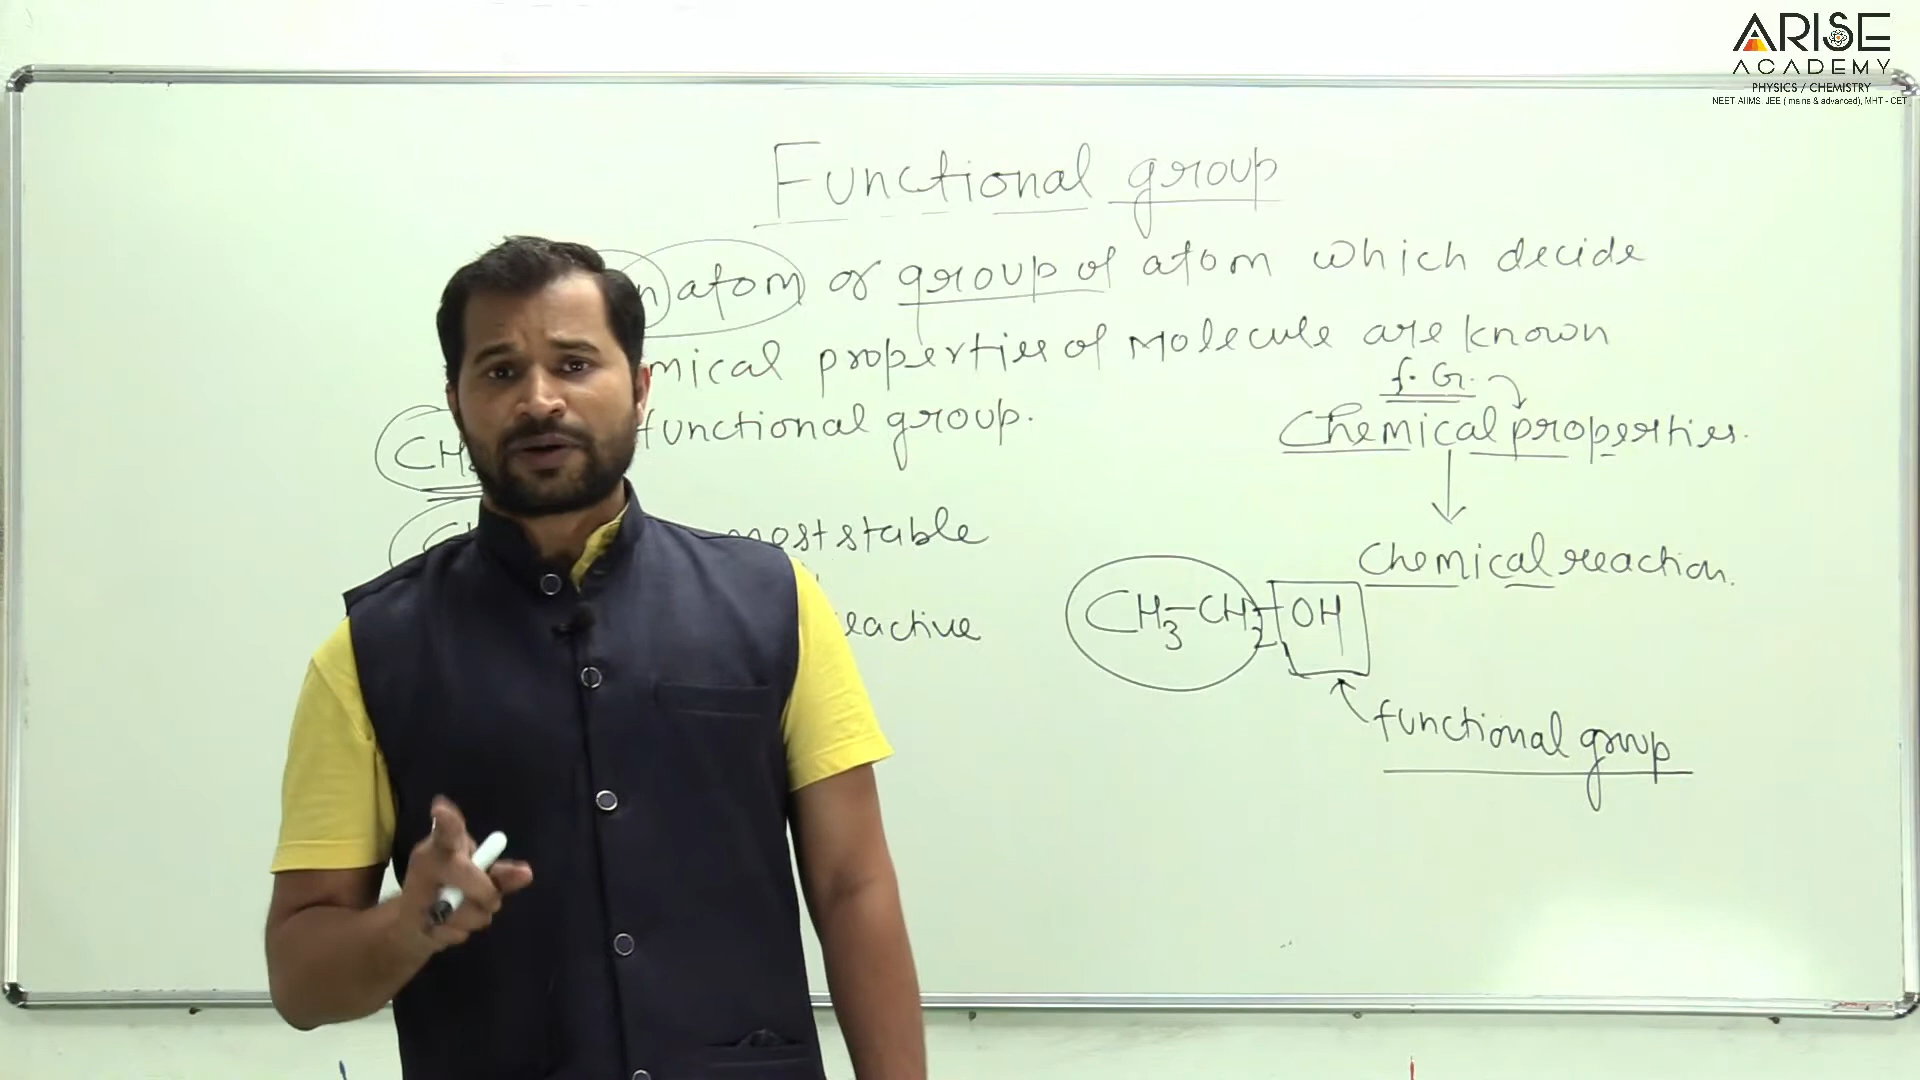 ARISE
ACADEMY
PHYSICS / CHEMISTRY
NEET AIIMS JEE ( mains & advanced), MHT - CET
Functional group
atom or group of atom which decide
mical properties of Molecule are known
functional group.
f. G.
Chemical properties.
Chemical reaction.
most stable
reactive
CH3-CH2-OH
functional group